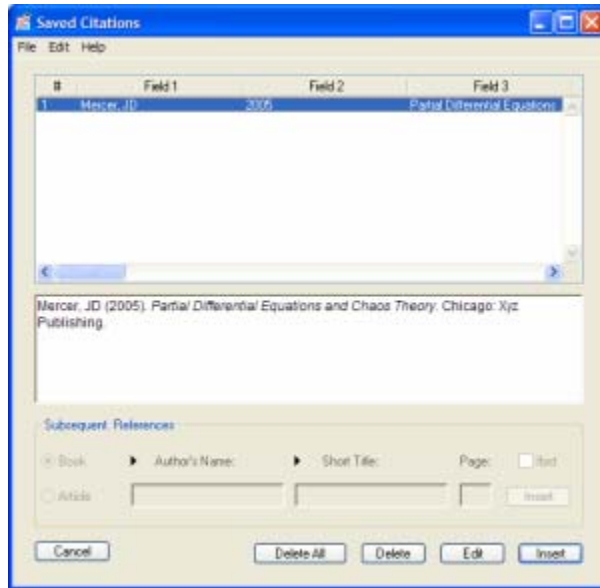 Saved Citations
File Edit Help
# Field 1 Field 2 Field 3
1 Mercer, JD 2005 Partial Differential Equations
Mercer, JD (2005). Partial Differential Equations and Chaos Theory. Chicago: Xyz
Publishing.
Subsequent References
Book Author's Name: Short Title: Page: Ibid
Article Insert
Cancel Delete All Delete Edit Insert